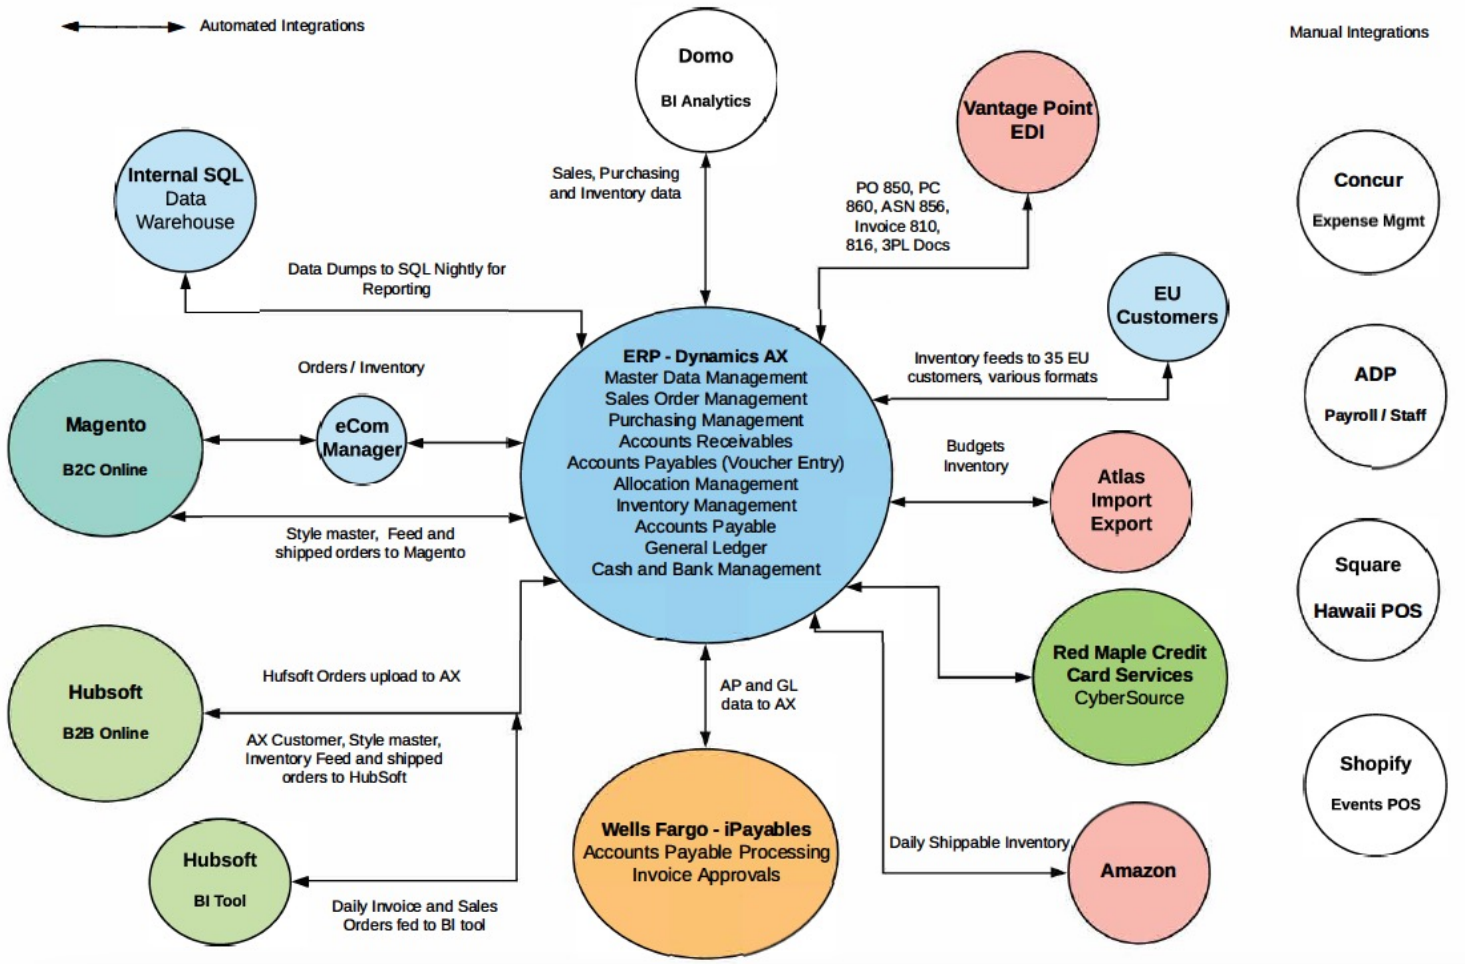 Automated Integrations
Manual Integrations
Domo
BI Analytics
Vantage Point
EDI
Internal SQL
Data
Warehouse
Sales, Purchasing
and Inventory data
PO 850, PC
860, ASN 856,
Invoice 810,
816, 3PL Docs
Concur
Expense Mgmt
Data Dumps to SQL Nightly for
Reporting
EU
Customers
ERP - Dynamics AX
Master Data Management
Sales Order Management
Purchasing Management
Accounts Receivables
Accounts Payables (Voucher Entry)
Allocation Management
Inventory Management
Accounts Payable
General Ledger
Cash and Bank Management
Orders / Inventory
Inventory feeds to 35 EU
customers, various formats
ADP
Payroll / Staff
Magento
B2C Online
eCom
Manager
Budgets
Inventory
Atlas
Import
Export
Style master, Feed and
shipped orders to Magento
Square
Hawaii POS
Red Maple Credit
Card Services
CyberSource
Hufsoft Orders upload to AX
Hubsoft
B2B Online
AP and GL
data to AX
AX Customer, Style master,
Inventory Feed and shipped
orders to HubSoft
Shopify
Events POS
Wells Fargo - iPayables
Accounts Payable Processing
Invoice Approvals
Daily Shippable Inventory
Amazon
Hubsoft
BI Tool
Daily Invoice and Sales
Orders fed to BI tool